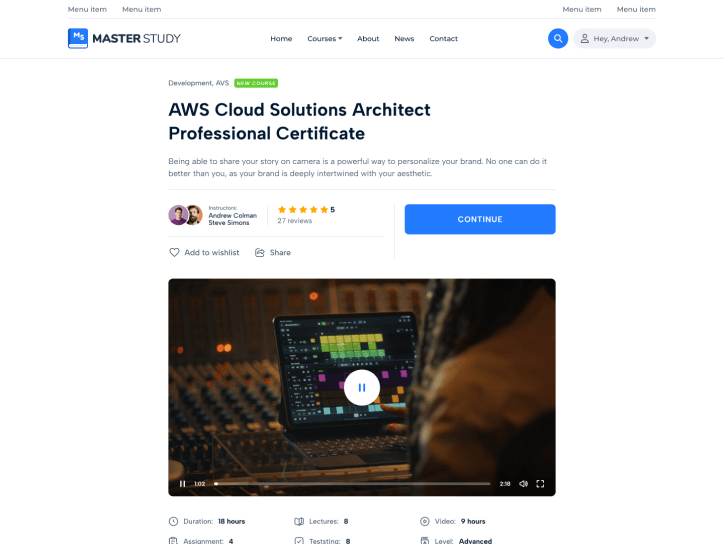 Menu item Menu item Menu item Menu item
MS MASTERSTUDY Home Courses About News Contact Hey, Andrew
Development, AVS NEW COURSE
AWS Cloud Solutions Architect
Professional Certificate
Being able to share your story on camera is a powerful way to personalize your brand. No one can do it
better than you, as your brand is deeply intertwined with your aesthetic.
Instructors:
Andrew Colman
Steve Simons
5
27 reviews
CONTINUE
Add to wishlist Share
1:02 2:18
Duration: 18 hours Lectures: 8 Video: 9 hours
Assignment: 4 Teststing: 8 Level: Advanced